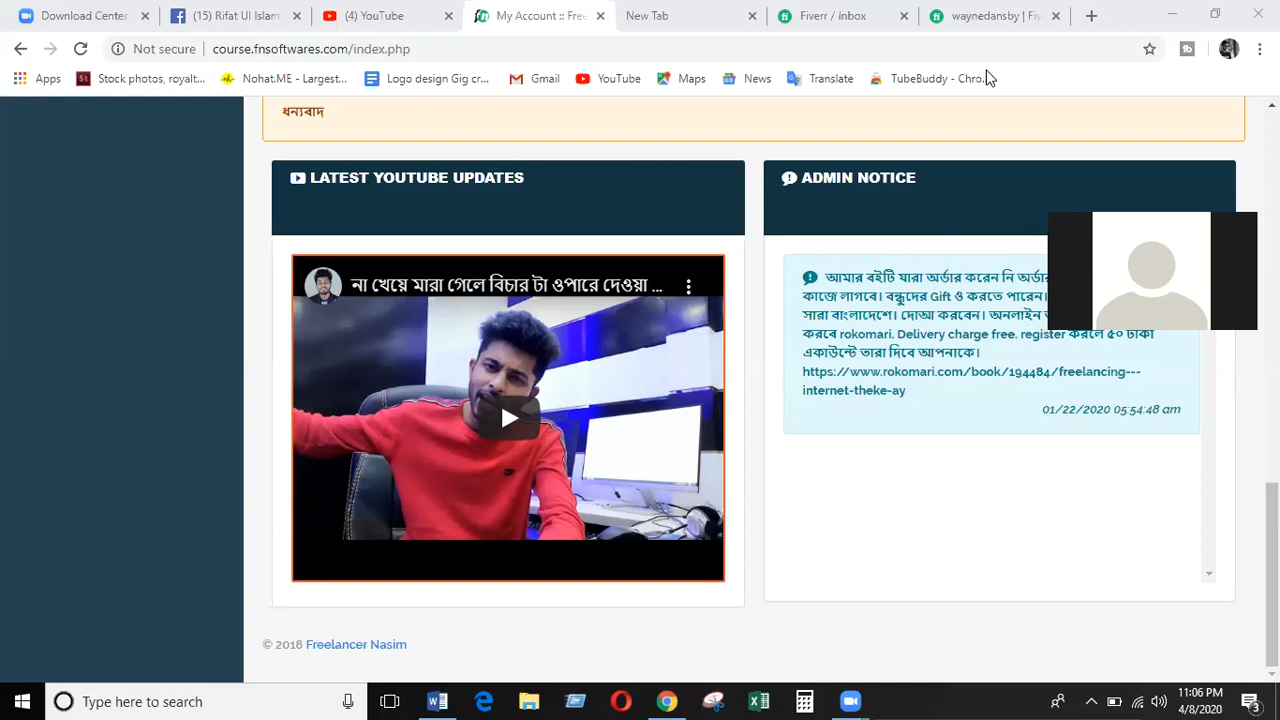 Download Center
(15) Rifat Ul Islam
(4) YouTube
My Account :: Free
New Tab
Fiverr / Inbox
waynedansby | Fi
Not secure
course.fnsoftwares.com/index.php
Apps
Stock photos, royalt...
Nohat.ME - Largest...
Logo design Gig cr...
Gmail
YouTube
Maps
News
Translate
TubeBuddy - Chro...
ধন্যবাদ
LATEST YOUTUBE UPDATES
না খেয়ে মারা গেলে বিচার টা ওপারে দেওয়া ...
ADMIN NOTICE
আমার বইটি যারা অর্ডার করেন নি অর্ডার
কাজে লাগবে। বন্ধুদের Gift ও করতে পারেন।
সারা বাংলাদেশে। দোআ করবেন। অনলাইন
করবে rokomari. Delivery charge free. register করলে ৫০ টাকা
একাউন্টে তারা দিবে আপনাকে।
https://www.rokomari.com/book/194484/freelancing---
internet-theke-ay
01/22/2020 05:54:48 am
© 2018 Freelancer Nasim
Type here to search
11:06 PM
4/8/2020
3